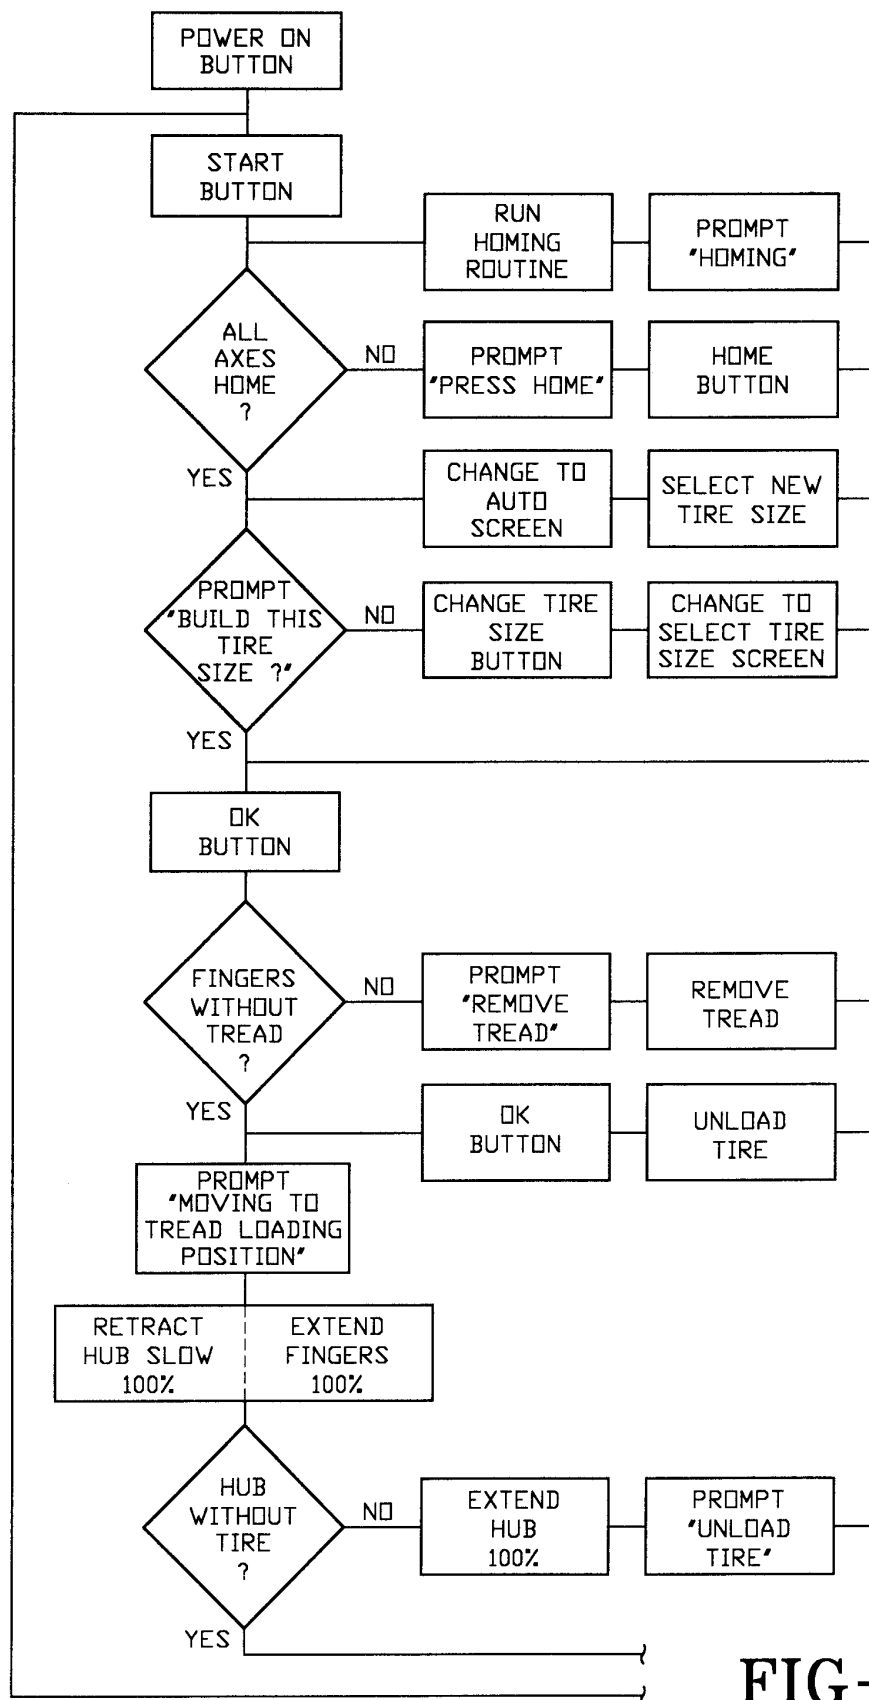 POWER ON
BUTTON
START
BUTTON
RUN
HOMING
ROUTINE
PROMPT
"HOMING"
ALL
AXES
HOME
?
NO
PROMPT
"PRESS HOME"
HOME
BUTTON
YES
CHANGE TO
AUTO
SCREEN
SELECT NEW
TIRE SIZE
PROMPT
"BUILD THIS
TIRE
SIZE ?"
NO
CHANGE TIRE
SIZE
BUTTON
CHANGE TO
SELECT TIRE
SIZE SCREEN
YES
OK
BUTTON
FINGERS
WITHOUT
TREAD
?
NO
PROMPT
"REMOVE
TREAD"
REMOVE
TREAD
YES
OK
BUTTON
UNLOAD
TIRE
PROMPT
"MOVING TO
TREAD LOADING
POSITION"
RETRACT
HUB SLOW
100%
EXTEND
FINGERS
100%
HUB
WITHOUT
TIRE
?
NO
EXTEND
HUB
100%
PROMPT
"UNLOAD
TIRE"
YES
FIG-